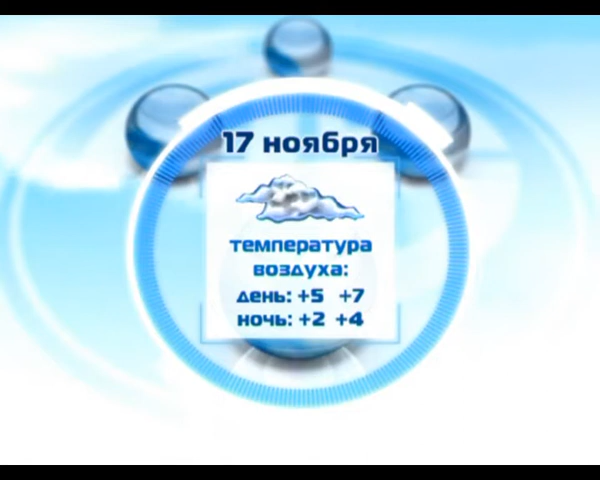 17 ноября
температура
воздуха:
день: +5 +7
ночь: +2 +4